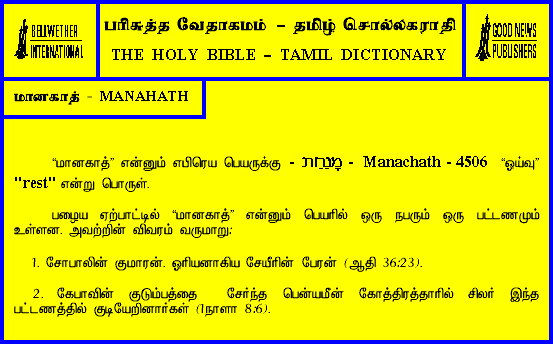 BELLWETHER
INTERNATIONAL
பரிசுத்த வேதாகமம் – தமிழ் சொல்லகராதி
THE HOLY BIBLE – TAMIL DICTIONARY
GOOD NEWS
PUBLISHERS
மானகாத் - MANAHATH
“மானகாத்” என்னும் எபிரெய பெயருக்கு - מָנַחַת - Manachath - 4506 “ஓய்வு”
"rest" என்று பொருள்.
பழைய ஏற்பாட்டில் “மானகாத்” என்னும் பெயரில் ஒரு நபரும் ஒரு பட்டணமும்
உள்ளன. அவற்றின் விவரம் வருமாறு:
1. சோபாலின் குமாரன். ஓரியனாகிய சேயீரின் பேரன் (ஆதி 36:23).
2. கேபாவின் குடும்பத்தை சேர்ந்த பென்யமீன் கோத்திரத்தாரில் சிலர் இந்த
பட்டணத்தில் குடியேறினார்கள் (1நாளா 8:6).